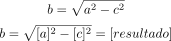 b = √(a² − c²)
b = √([a]² − [c]²) = [resultado]